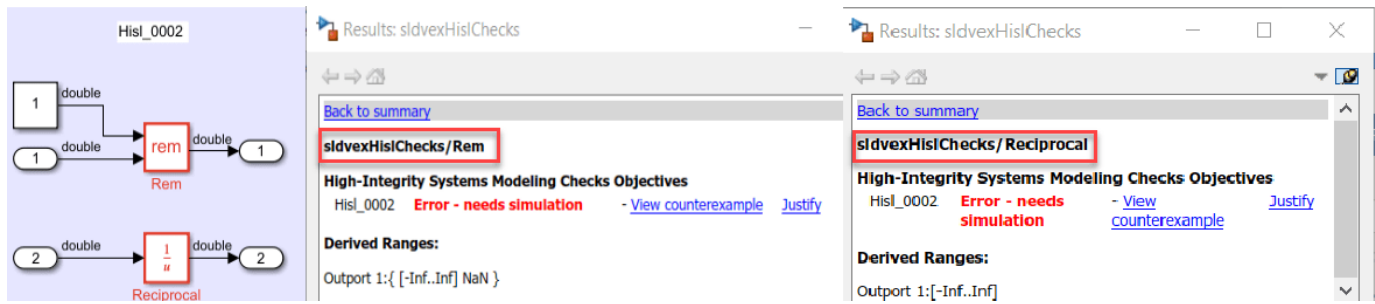 Hisl_0002
1
double
1
double
rem
double
1
Rem
2
double
1
u
double
2
Reciprocal
Results: sldvexHislChecks
Back to summary
sldvexHislChecks/Rem
High-Integrity Systems Modeling Checks Objectives
Hisl_0002 Error - needs simulation - View counterexample Justify
Derived Ranges:
Outport 1:{ [-Inf..Inf] NaN }
Results: sldvexHislChecks
Back to summary
sldvexHislChecks/Reciprocal
High-Integrity Systems Modeling Checks Objectives
Hisl_0002 Error - needs - View Justify
simulation counterexample
Derived Ranges:
Outport 1:[-Inf..Inf]